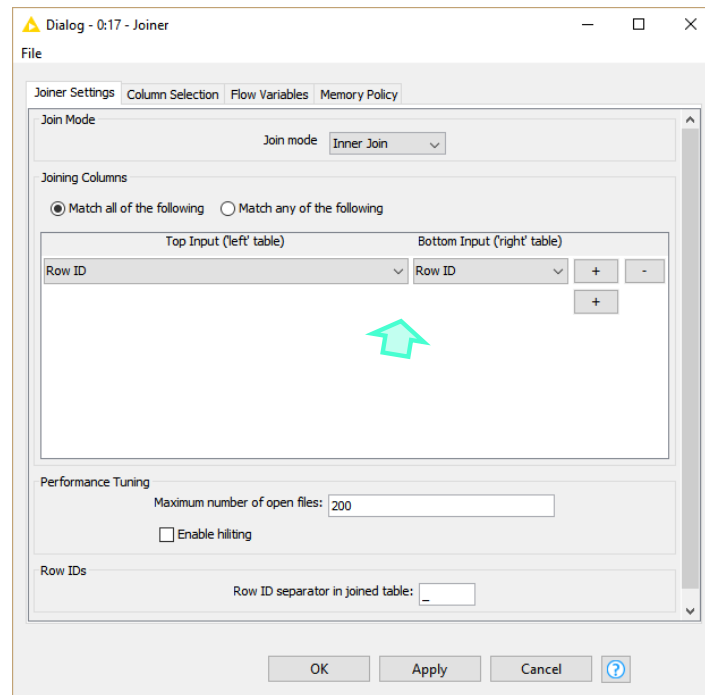 Dialog - 0:17 - Joiner
File
Joiner Settings Column Selection Flow Variables Memory Policy
Join Mode
Join mode Inner Join
Joining Columns
Match all of the following Match any of the following
Top Input ('left' table) Bottom Input ('right' table)
Row ID Row ID + -
+
Performance Tuning
Maximum number of open files: 200
Enable hiliting
Row IDs
Row ID separator in joined table: _
OK Apply Cancel ?